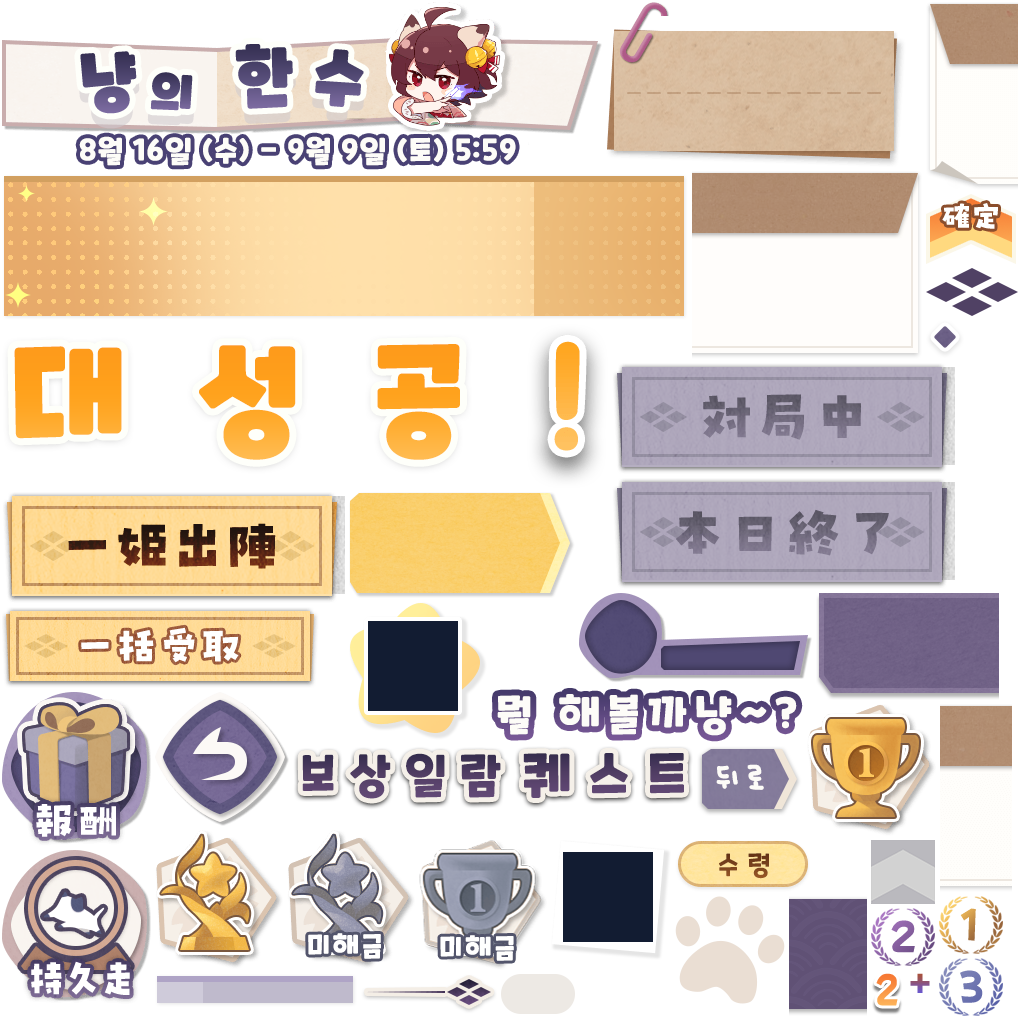 냥의 한 수
8월 16일 (수) - 9월 9일 (토) 5:59
確定
대 성 공 !
対局中
一姫出陣
本日終了
一括受取
뭘 해볼까냥~?
報酬
보상일람 퀘스트
뒤로
1
수령
미해금
1
미해금
持久走
2
1
2 +
3